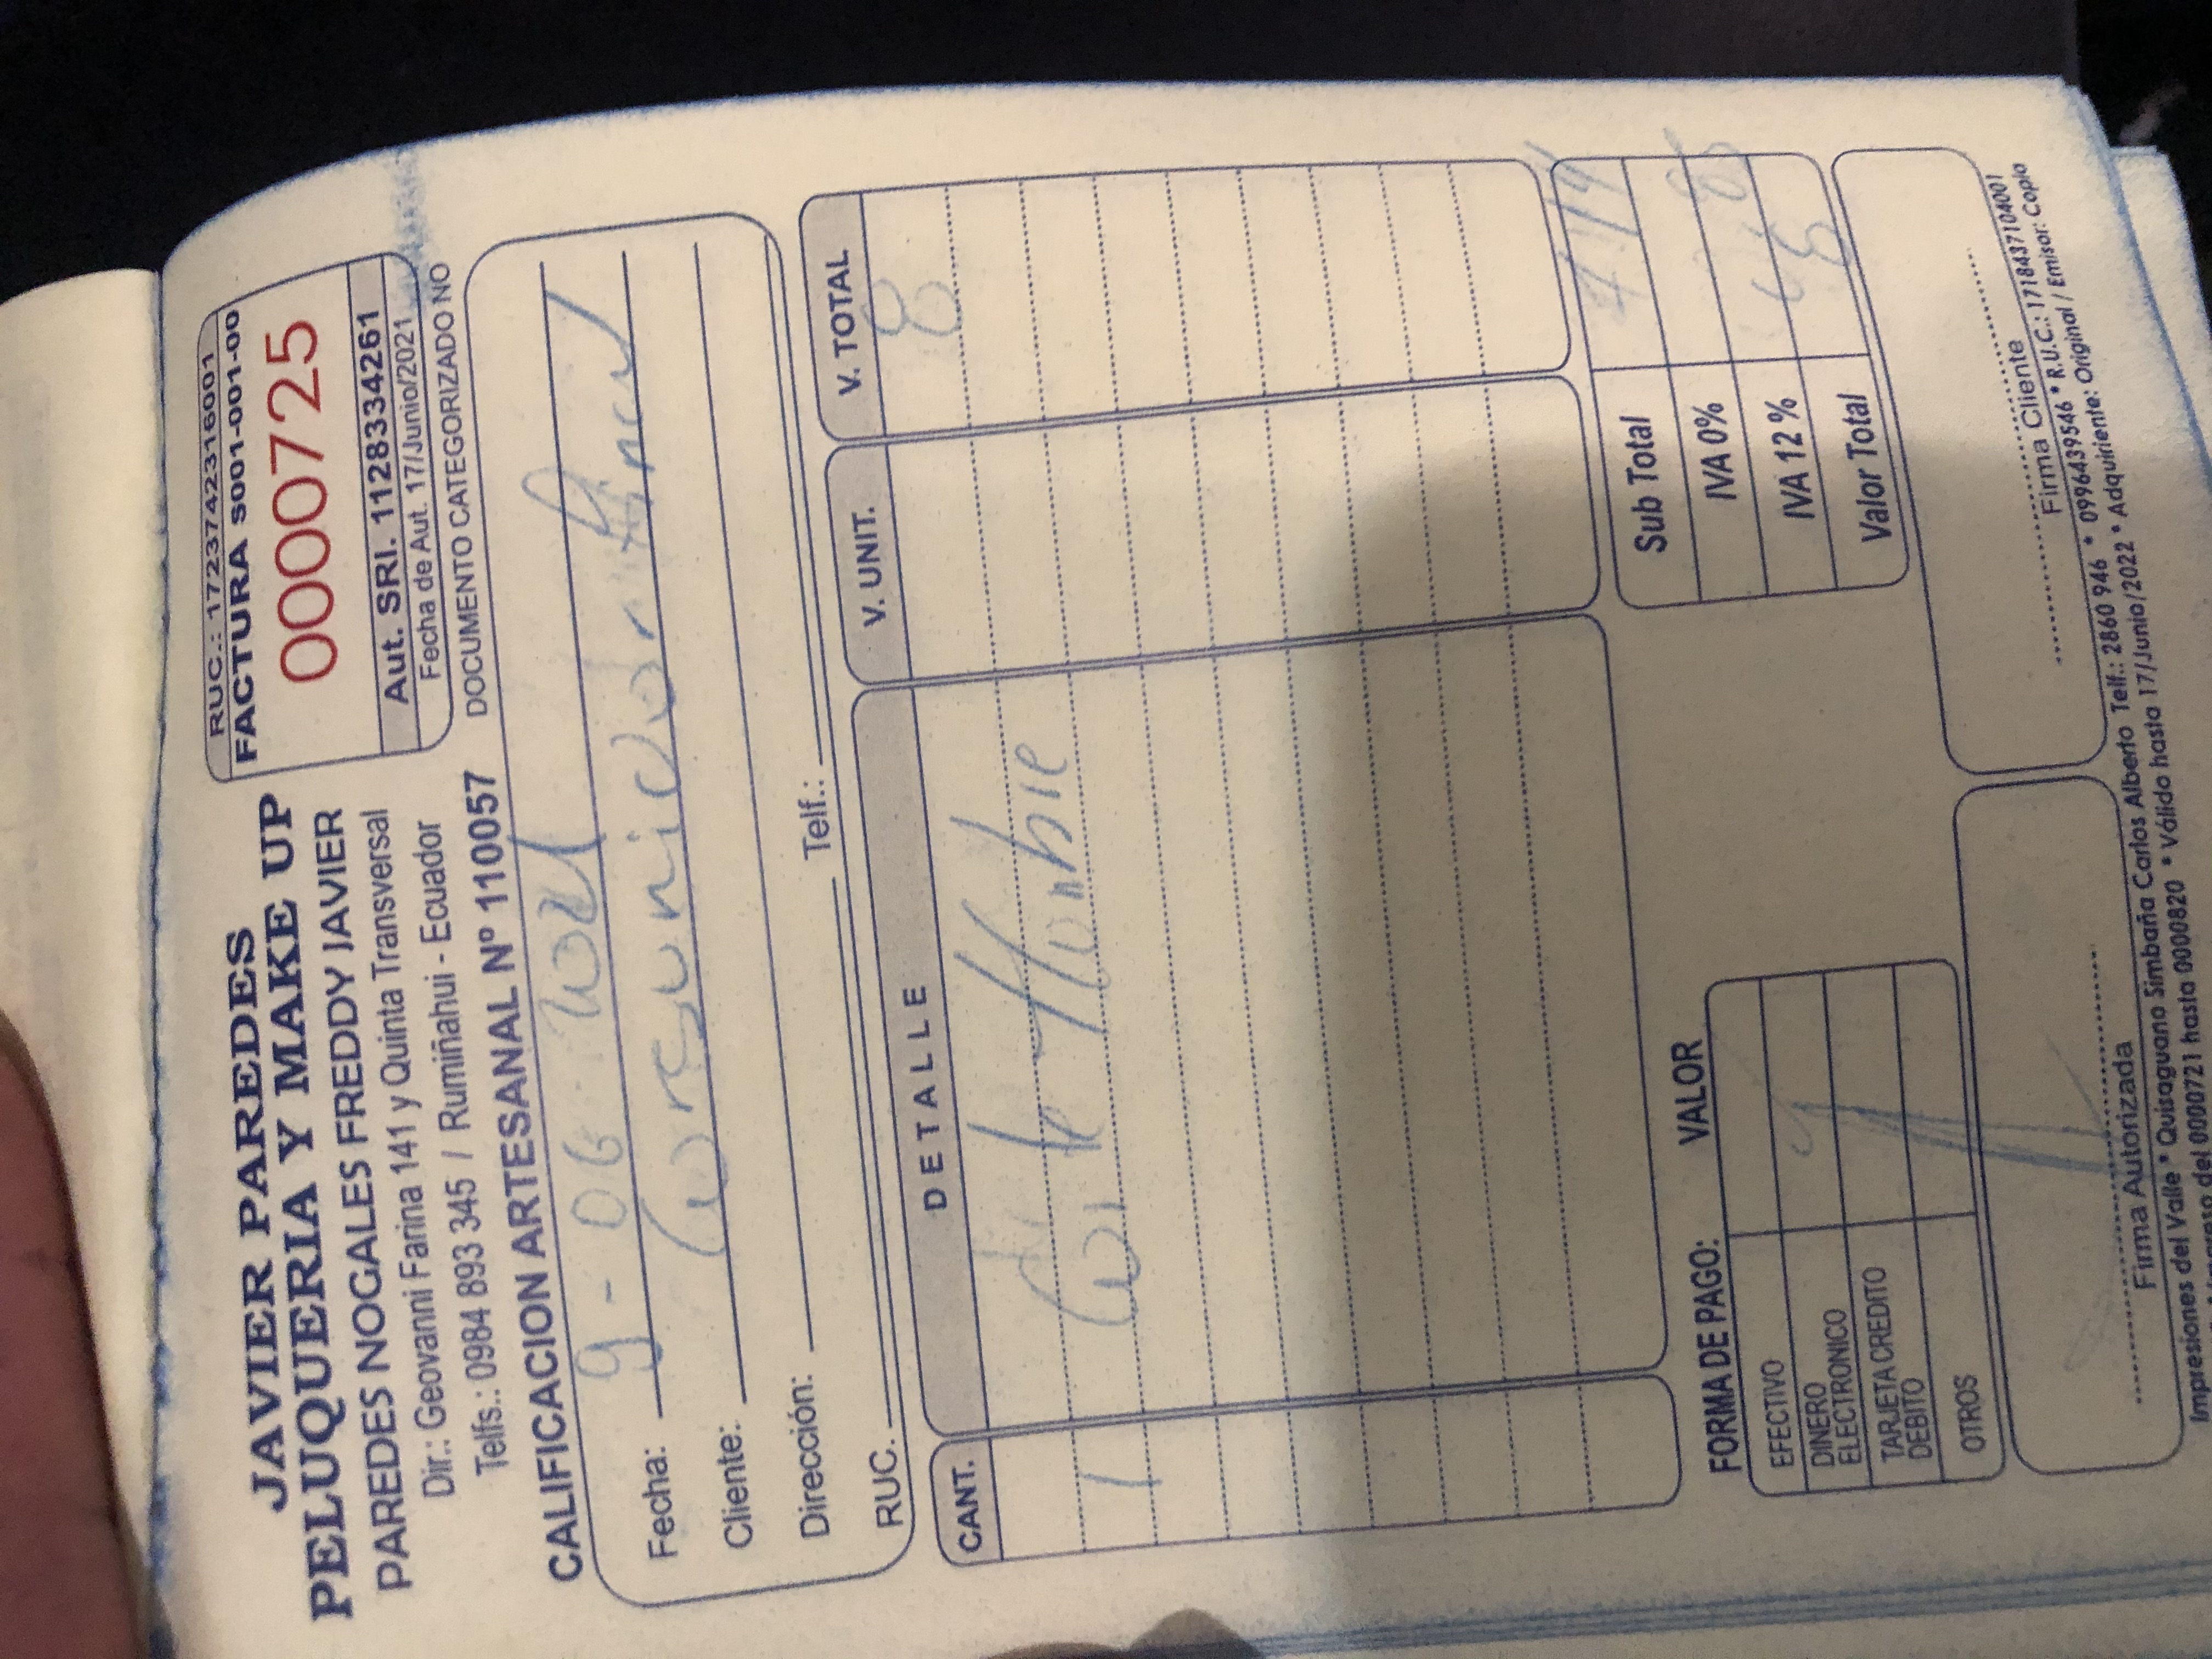 JAVIER PAREDES
PELUQUERIA Y MAKE UP
PAREDES NOGALES FREDDY JAVIER
Dir.: Geovanni Farina 141 y Quinta Transversal
Telfs.: 0984 893 345 / Rumiñahui - Ecuador
CALIFICACION ARTESANAL Nº 110057
RUC.: 1723742316001
FACTURA S001-001-00
0000725
Aut. SRI. 1128334261
Fecha de Aut. 17/Junio/2021
DOCUMENTO CATEGORIZADO NO
Fecha: 9 - 06 2021
Cliente: Consumidor Final
Dirección:
RUC. Telf.:
CANT. DETALLE V. UNIT. V. TOTAL
8
1 Corte Hombre
Sub Total 7 14
IVA 0%
IVA 12 % 85
Valor Total 8
FORMA DE PAGO: VALOR
EFECTIVO
DINERO
ELECTRONICO
TARJETA CREDITO
DEBITO
OTROS
Firma Autorizada
Firma Cliente
Impresiones del Valle * Quisaguano Simbaña Carlos Alberto Telf.: 2860 946 * 0996439546 * R.U.C.: 1718437104001
Impreso del 0000721 hasta 0000820 * Válido hasta 17/Junio/2022 * Adquiriente: Original / Emisor: Copia